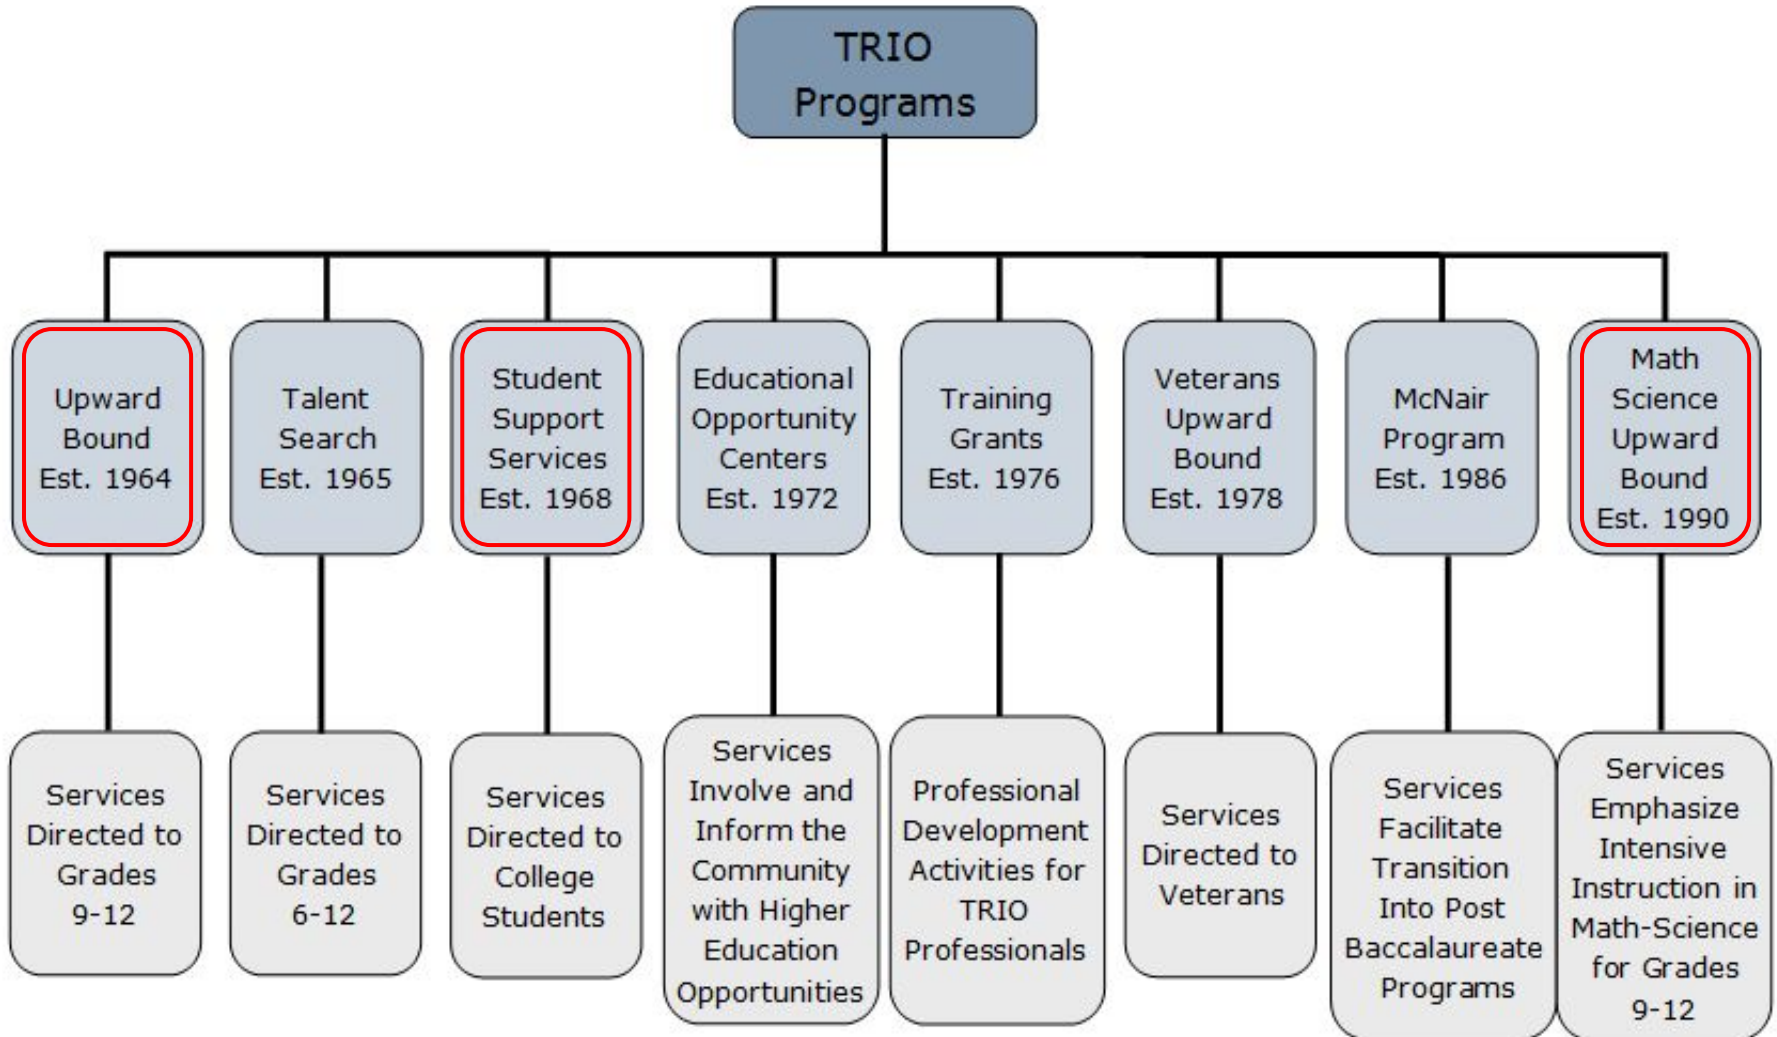 TRIO
Programs
Upward
Bound
Est. 1964
Talent
Search
Est. 1965
Student
Support
Services
Est. 1968
Educational
Opportunity
Centers
Est. 1972
Training
Grants
Est. 1976
Veterans
Upward
Bound
Est. 1978
McNair
Program
Est. 1986
Math
Science
Upward
Bound
Est. 1990
Services
Directed to
Grades
9-12
Services
Directed to
Grades
6-12
Services
Directed to
College
Students
Services
Involve and
Inform the
Community
with Higher
Education
Opportunities
Professional
Development
Activities for
TRIO
Professionals
Services
Directed to
Veterans
Services
Facilitate
Transition
Into Post
Baccalaureate
Programs
Services
Emphasize
Intensive
Instruction in
Math-Science
for Grades
9-12